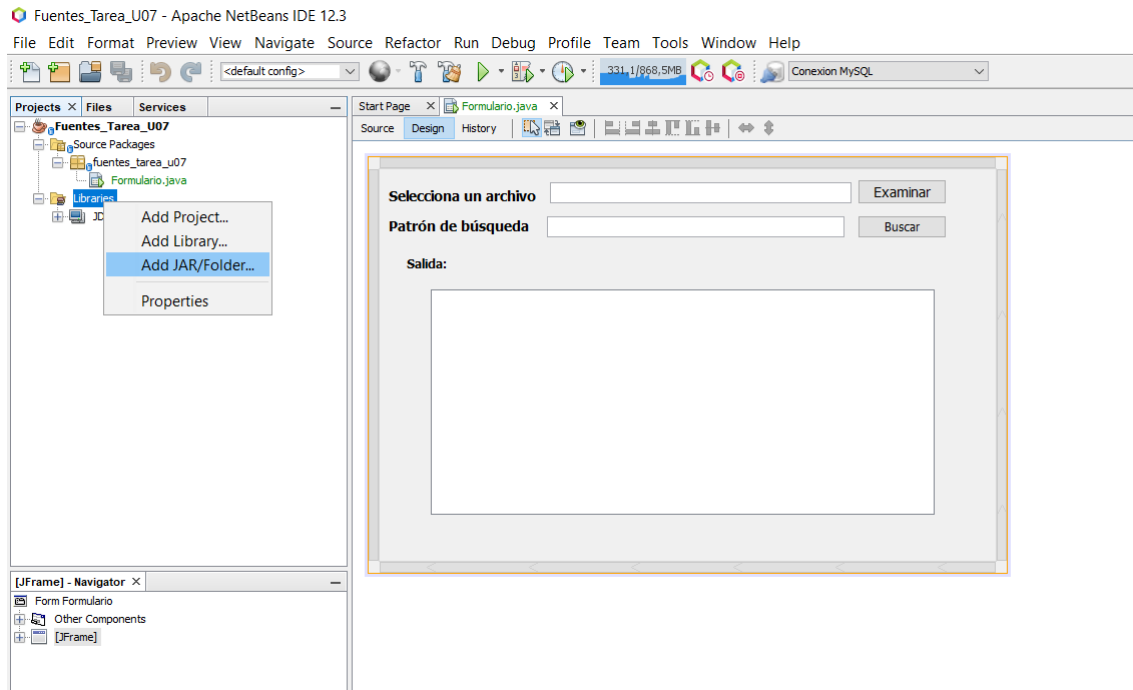 Fuentes_Tarea_U07 - Apache NetBeans IDE 12.3
File Edit Format Preview View Navigate Source Refactor Run Debug Profile Team Tools Window Help
<default config> 331,1/868,5MB Conexion MySQL
Projects Files Services
Start Page Formulario.java
Source Design History
Fuentes_Tarea_U07
Source Packages
fuentes_tarea_u07
Formulario.java
Libraries
Add Project...
Add Library...
Add JAR/Folder...
Properties
Selecciona un archivo Examinar
Patrón de búsqueda Buscar
Salida:
[JFrame] - Navigator
Form Formulario
Other Components
[JFrame]